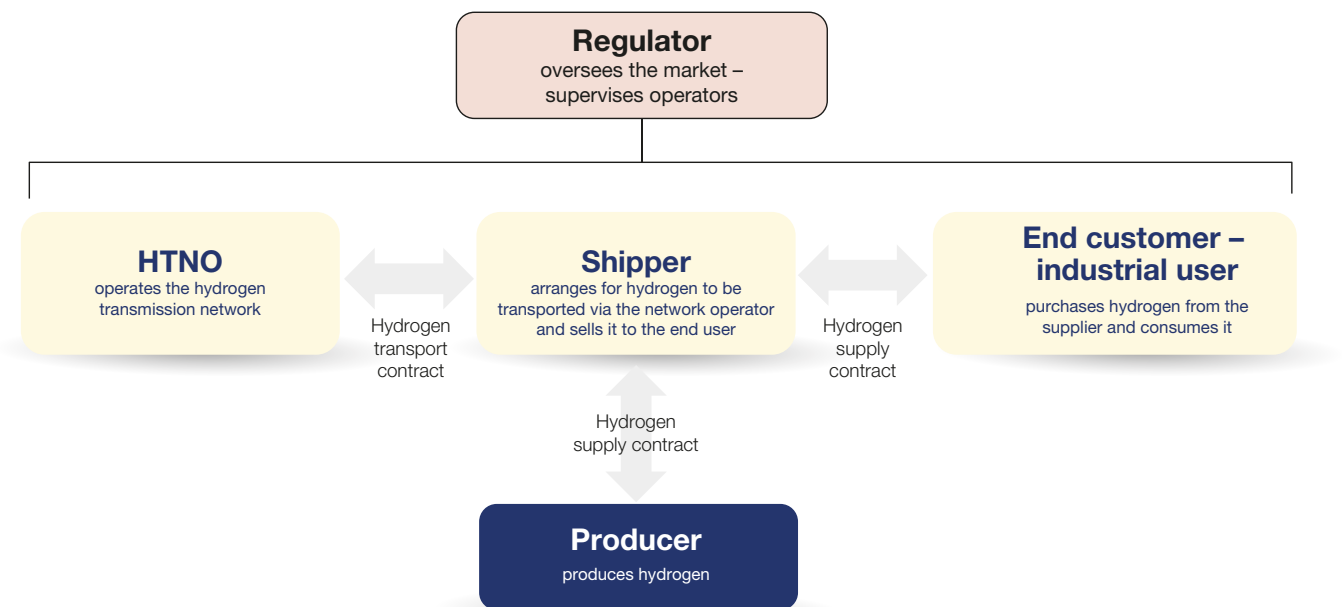 Regulator
oversees the market –
supervises operators
HTNO
operates the hydrogen
transmission network
Hydrogen
transport
contract
Shipper
arranges for hydrogen to be
transported via the network operator
and sells it to the end user
Hydrogen
supply
contract
End customer –
industrial user
purchases hydrogen from the
supplier and consumes it
Hydrogen
supply contract
Producer
produces hydrogen